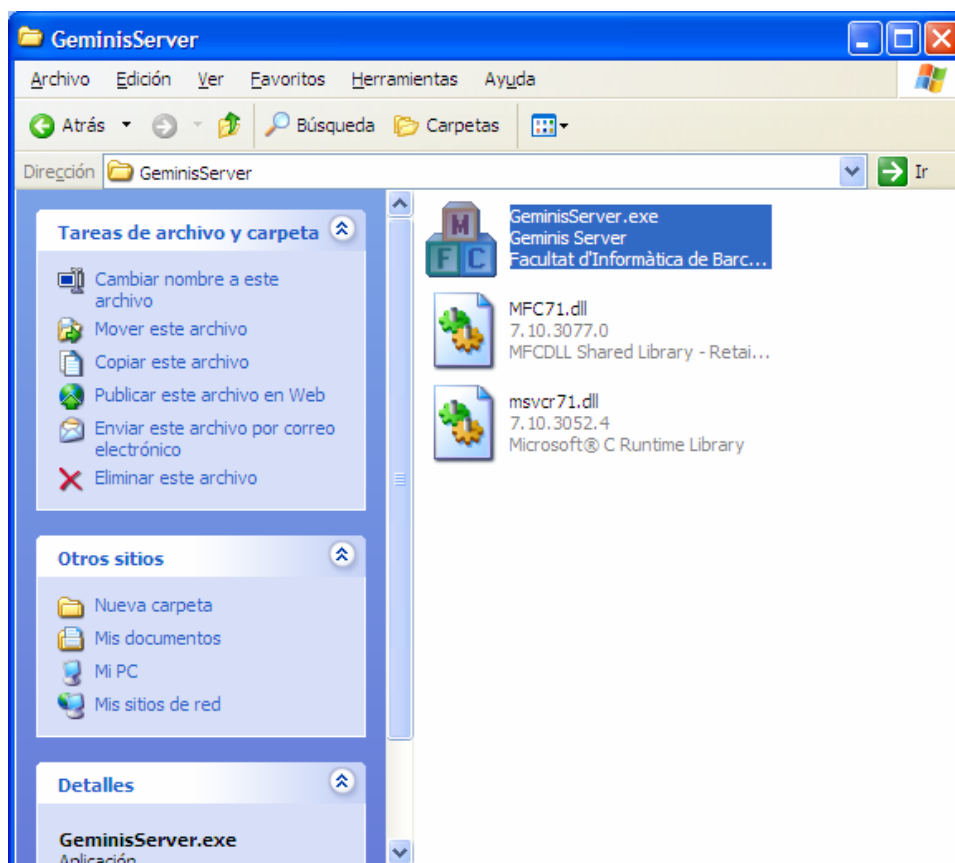 GeminisServer
Archivo Edición Ver Favoritos Herramientas Ayuda
Atrás Búsqueda Carpetas
Dirección GeminisServer Ir
Tareas de archivo y carpeta
Cambiar nombre a este
archivo
Mover este archivo
Copiar este archivo
Publicar este archivo en Web
Enviar este archivo por correo
electrónico
Eliminar este archivo
Otros sitios
Nueva carpeta
Mis documentos
Mi PC
Mis sitios de red
Detalles
GeminisServer.exe
Aplicación
M
F C
GeminisServer.exe
Geminis Server
Facultat d'Informàtica de Barc...
MFC71.dll
7.10.3077.0
MFCDLL Shared Library - Retai...
msvcr71.dll
7.10.3052.4
Microsoft® C Runtime Library